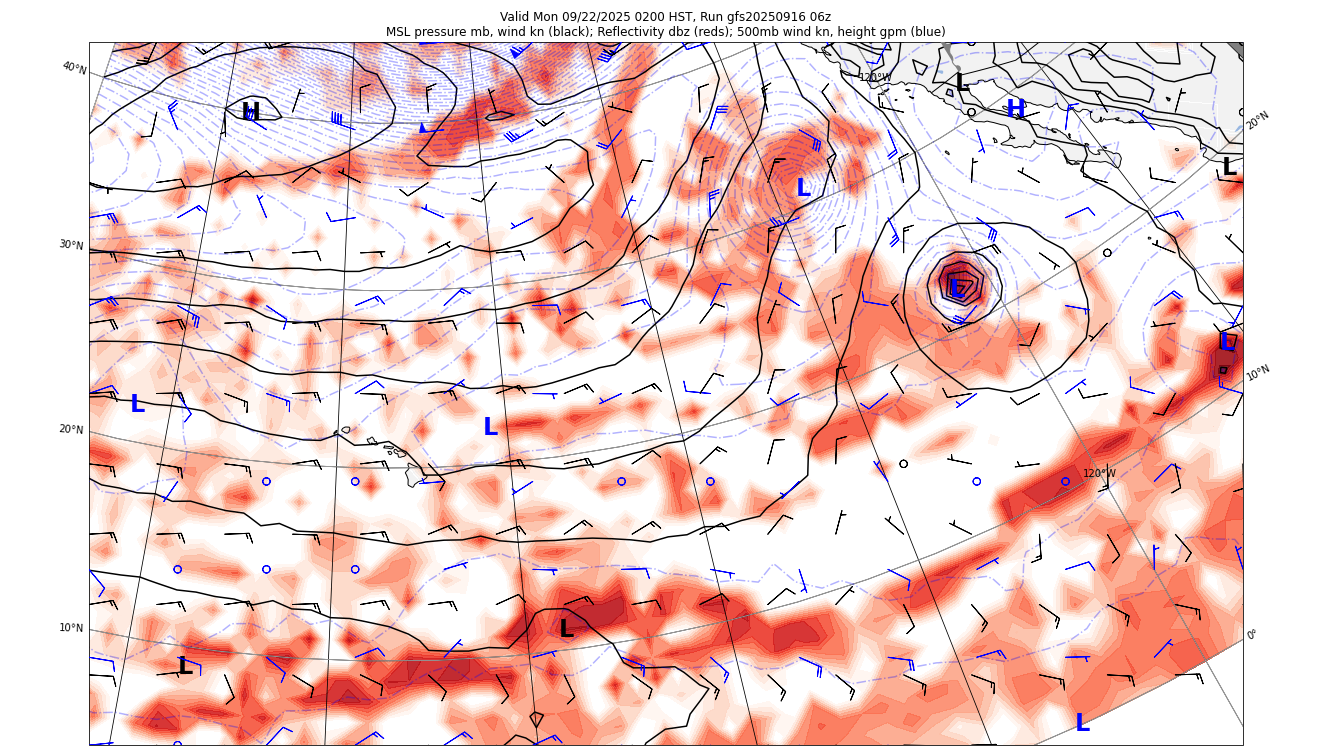 Valid Mon 09/22/2025 0200 HST, Run gfs20250916 06z
MSL pressure mb, wind kn (black); Reflectivity dbz (reds); 500mb wind kn, height gpm (blue)
40°N
120°W
L
H
H
20°N
L
L
30°N
L
L
10°N
L
L
20°N
120°W
10°N
L
0°
L
L